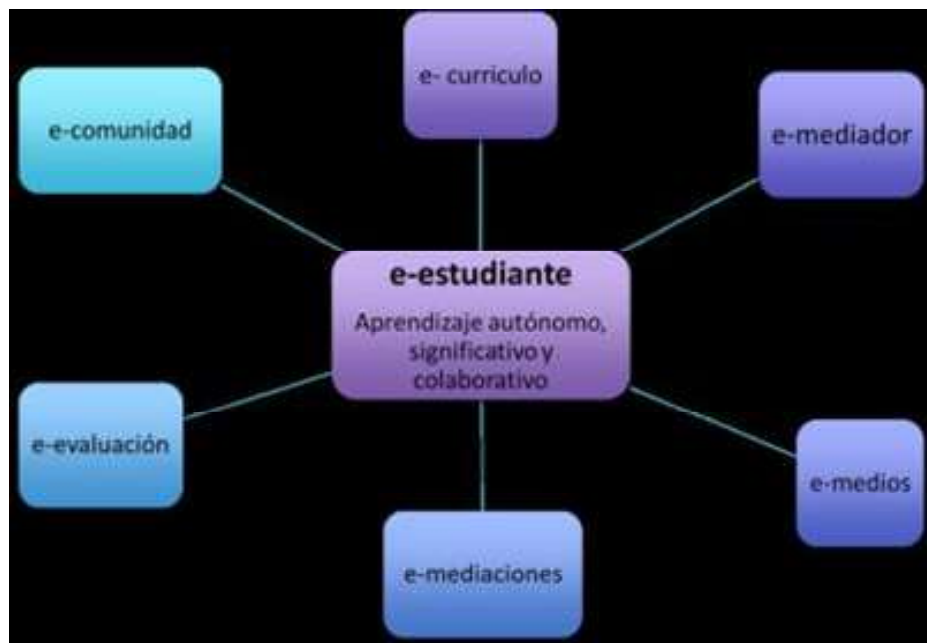 e- curriculo
e-comunidad
e-mediador
e-estudiante
Aprendizaje autónomo,
significativo y
colaborativo
e-evaluación
e-medios
e-mediaciones